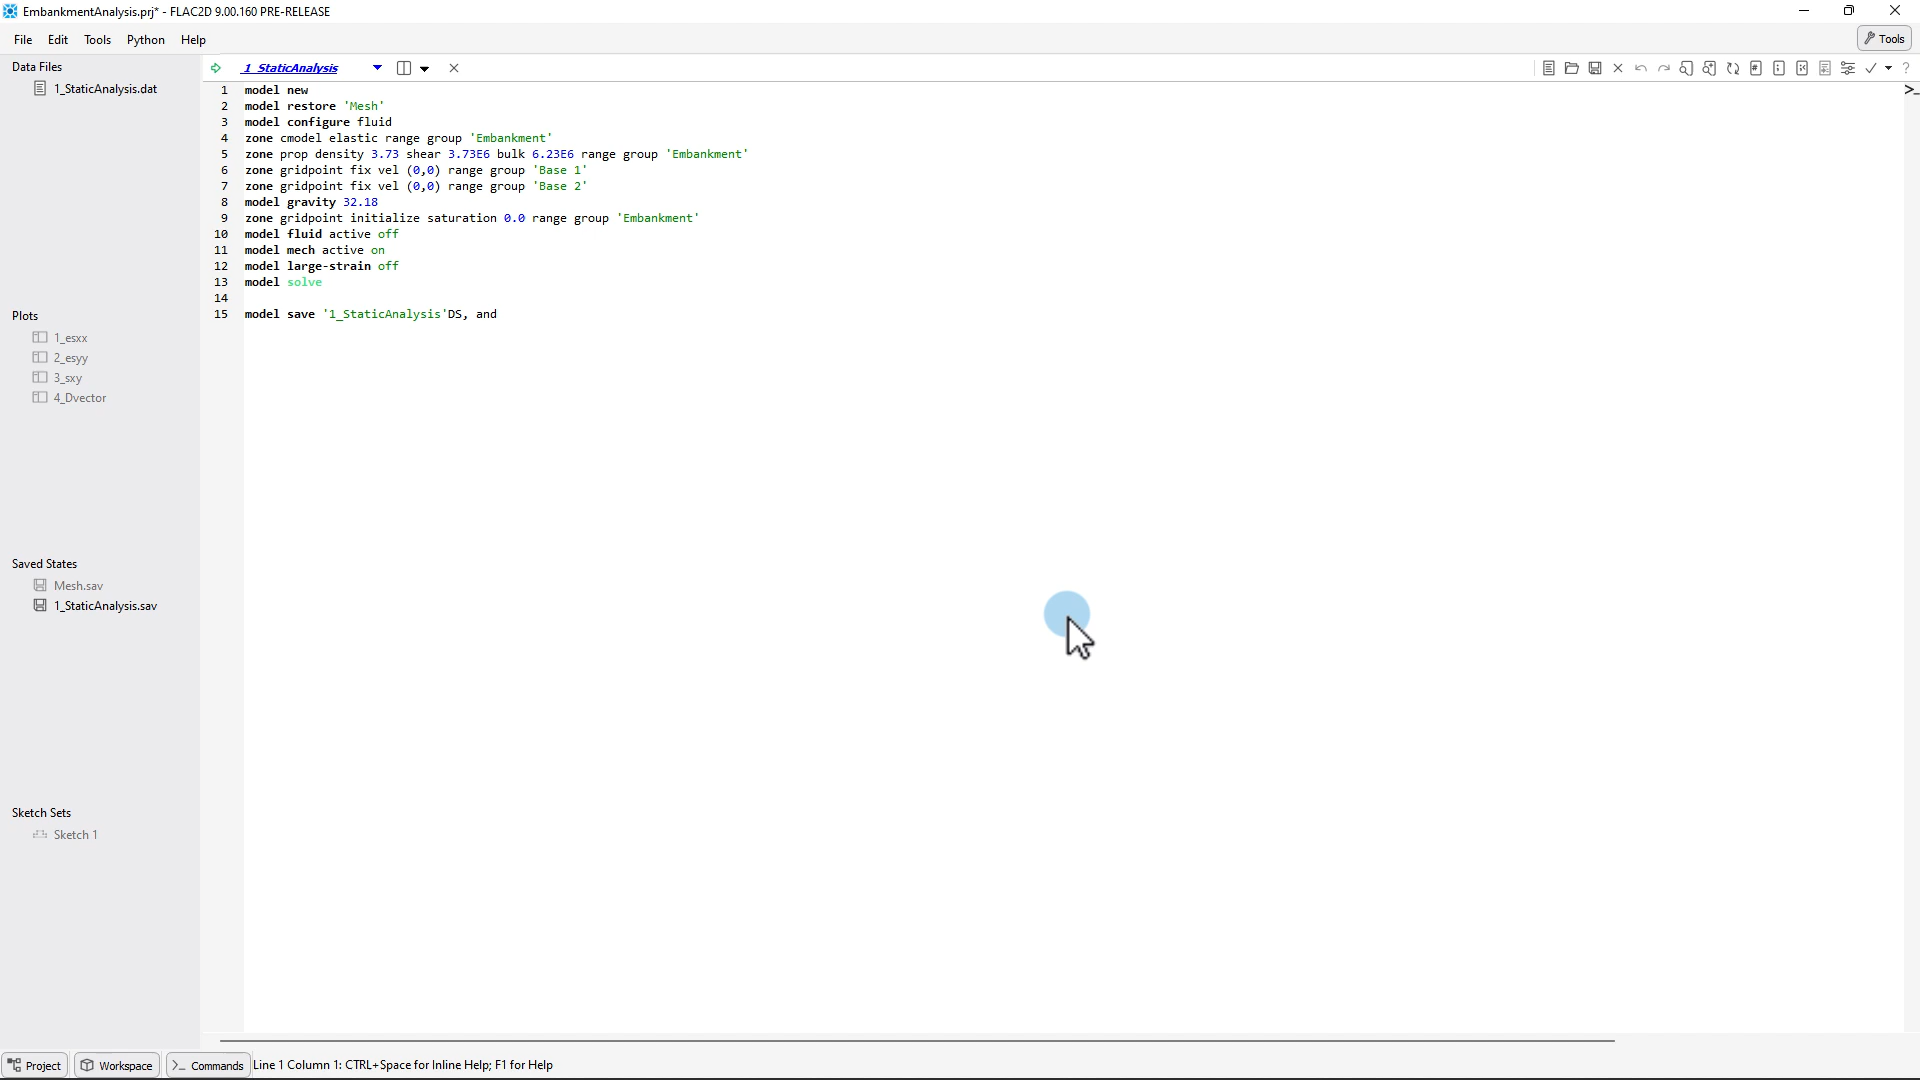 EmbankmentAnalysis.prj* - FLAC2D 9.00.160 PRE-RELEASE
File Edit Tools Python Help
Tools
Data Files
1_StaticAnalysis.dat
Plots
1_esxx
2_esyy
3_sxy
4_Dvector
Saved States
Mesh.sav
1_StaticAnalysis.sav
Sketch Sets
Sketch 1
1_StaticAnalysis
1 model new
2 model restore 'Mesh'
3 model configure fluid
4 zone cmodel elastic range group 'Embankment'
5 zone prop density 3.73 shear 3.73E6 bulk 6.23E6 range group 'Embankment'
6 zone gridpoint fix vel (0,0) range group 'Base 1'
7 zone gridpoint fix vel (0,0) range group 'Base 2'
8 model gravity 32.18
9 zone gridpoint initialize saturation 0.0 range group 'Embankment'
10 model fluid active off
11 model mech active on
12 model large-strain off
13 model solve
14
15 model save '1_StaticAnalysis'DS, and
>_
Project Workspace >_ Commands Line 1 Column 1: CTRL+Space for Inline Help; F1 for Help